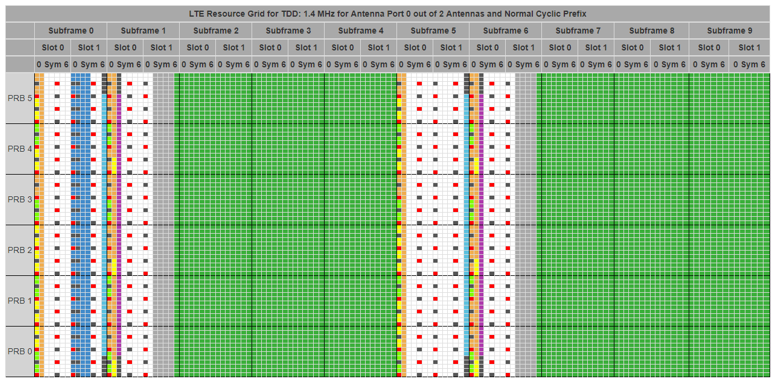 LTE Resource Grid for TDD: 1.4 MHz for Antenna Port 0 out of 2 Antennas and Normal Cyclic Prefix
Subframe 0 Subframe 1 Subframe 2 Subframe 3 Subframe 4 Subframe 5 Subframe 6 Subframe 7 Subframe 8 Subframe 9
Slot 0 Slot 1 Slot 0 Slot 1 Slot 0 Slot 1 Slot 0 Slot 1 Slot 0 Slot 1 Slot 0 Slot 1 Slot 0 Slot 1 Slot 0 Slot 1 Slot 0 Slot 1 Slot 0 Slot 1
0 Sym 6 0 Sym 6 0 Sym 6 0 Sym 6 0 Sym 6 0 Sym 6 0 Sym 6 0 Sym 6 0 Sym 6 0 Sym 6 0 Sym 6 0 Sym 6 0 Sym 6 0 Sym 6 0 Sym 6 0 Sym 6 0 Sym 6 0 Sym 6 0 Sym 6 0 Sym 6
PRB 5
PRB 4
PRB 3
PRB 2
PRB 1
PRB 0